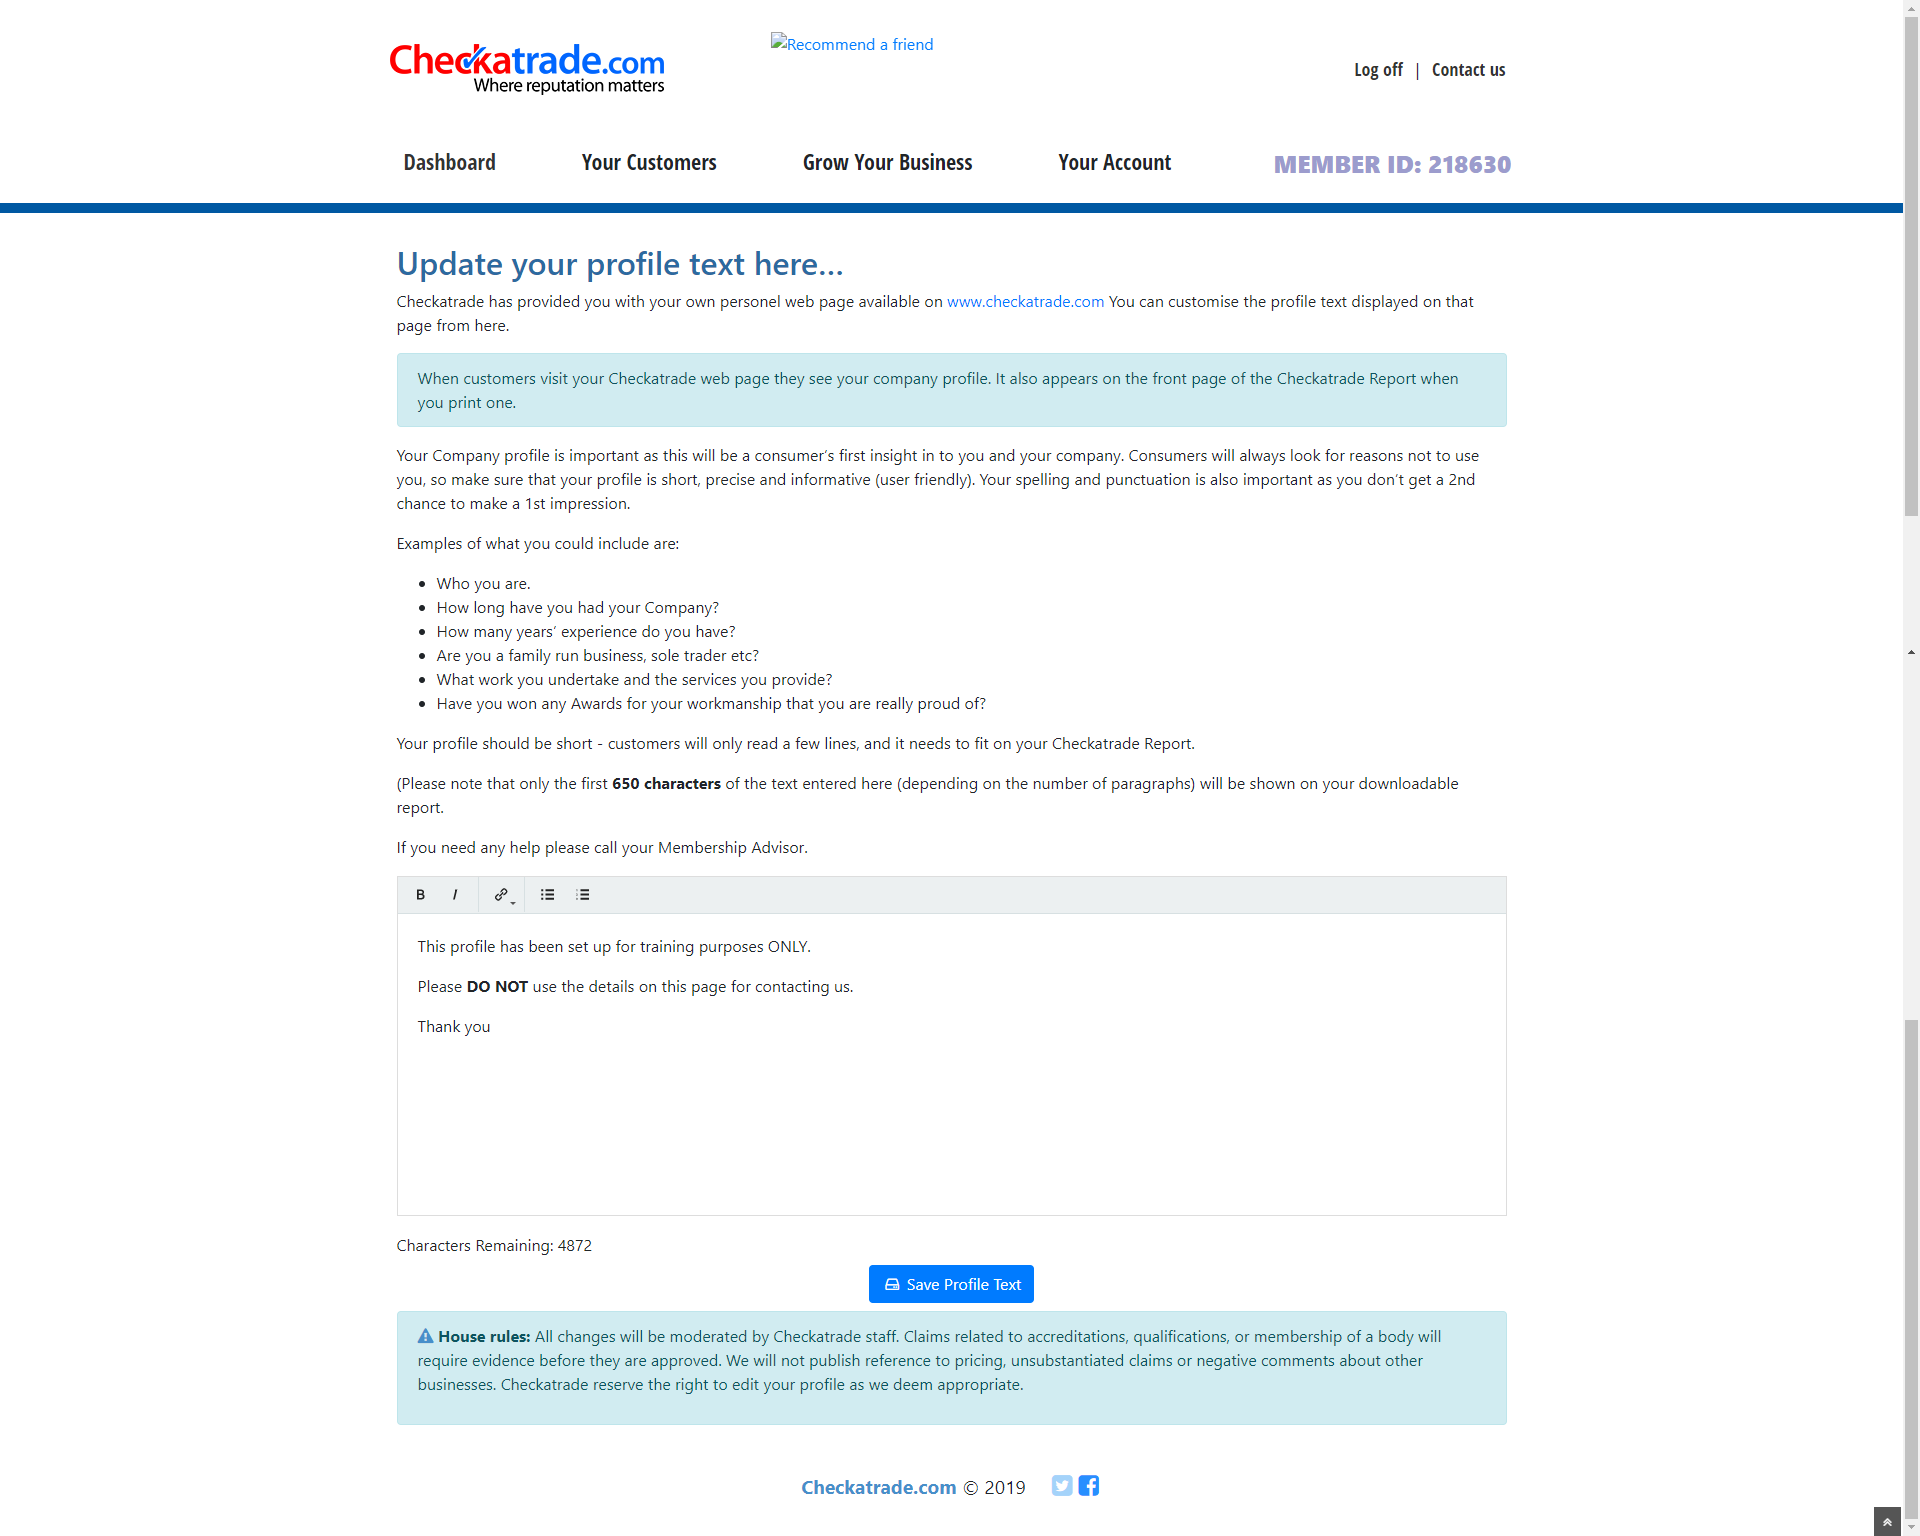 Checkatrade.com
Where reputation matters
Recommend a friend
Log off | Contact us
Dashboard
Your Customers
Grow Your Business
Your Account
MEMBER ID: 218630
Update your profile text here...
Checkatrade has provided you with your own personel web page available on www.checkatrade.com You can customise the profile text displayed on that
page from here.
When customers visit your Checkatrade web page they see your company profile. It also appears on the front page of the Checkatrade Report when
you print one.
Your Company profile is important as this will be a consumer's first insight in to you and your company. Consumers will always look for reasons not to use
you, so make sure that your profile is short, precise and informative (user friendly). Your spelling and punctuation is also important as you don't get a 2nd
chance to make a 1st impression.
Examples of what you could include are:
• Who you are.
• How long have you had your Company?
• How many years' experience do you have?
• Are you a family run business, sole trader etc?
• What work you undertake and the services you provide?
• Have you won any Awards for your workmanship that you are really proud of?
Your profile should be short - customers will only read a few lines, and it needs to fit on your Checkatrade Report.
(Please note that only the first 650 characters of the text entered here (depending on the number of paragraphs) will be shown on your downloadable
report.
If you need any help please call your Membership Advisor.
B I
This profile has been set up for training purposes ONLY.
Please DO NOT use the details on this page for contacting us.
Thank you
Characters Remaining: 4872
Save Profile Text
House rules: All changes will be moderated by Checkatrade staff. Claims related to accreditations, qualifications, or membership of a body will
require evidence before they are approved. We will not publish reference to pricing, unsubstantiated claims or negative comments about other
businesses. Checkatrade reserve the right to edit your profile as we deem appropriate.
Checkatrade.com © 2019